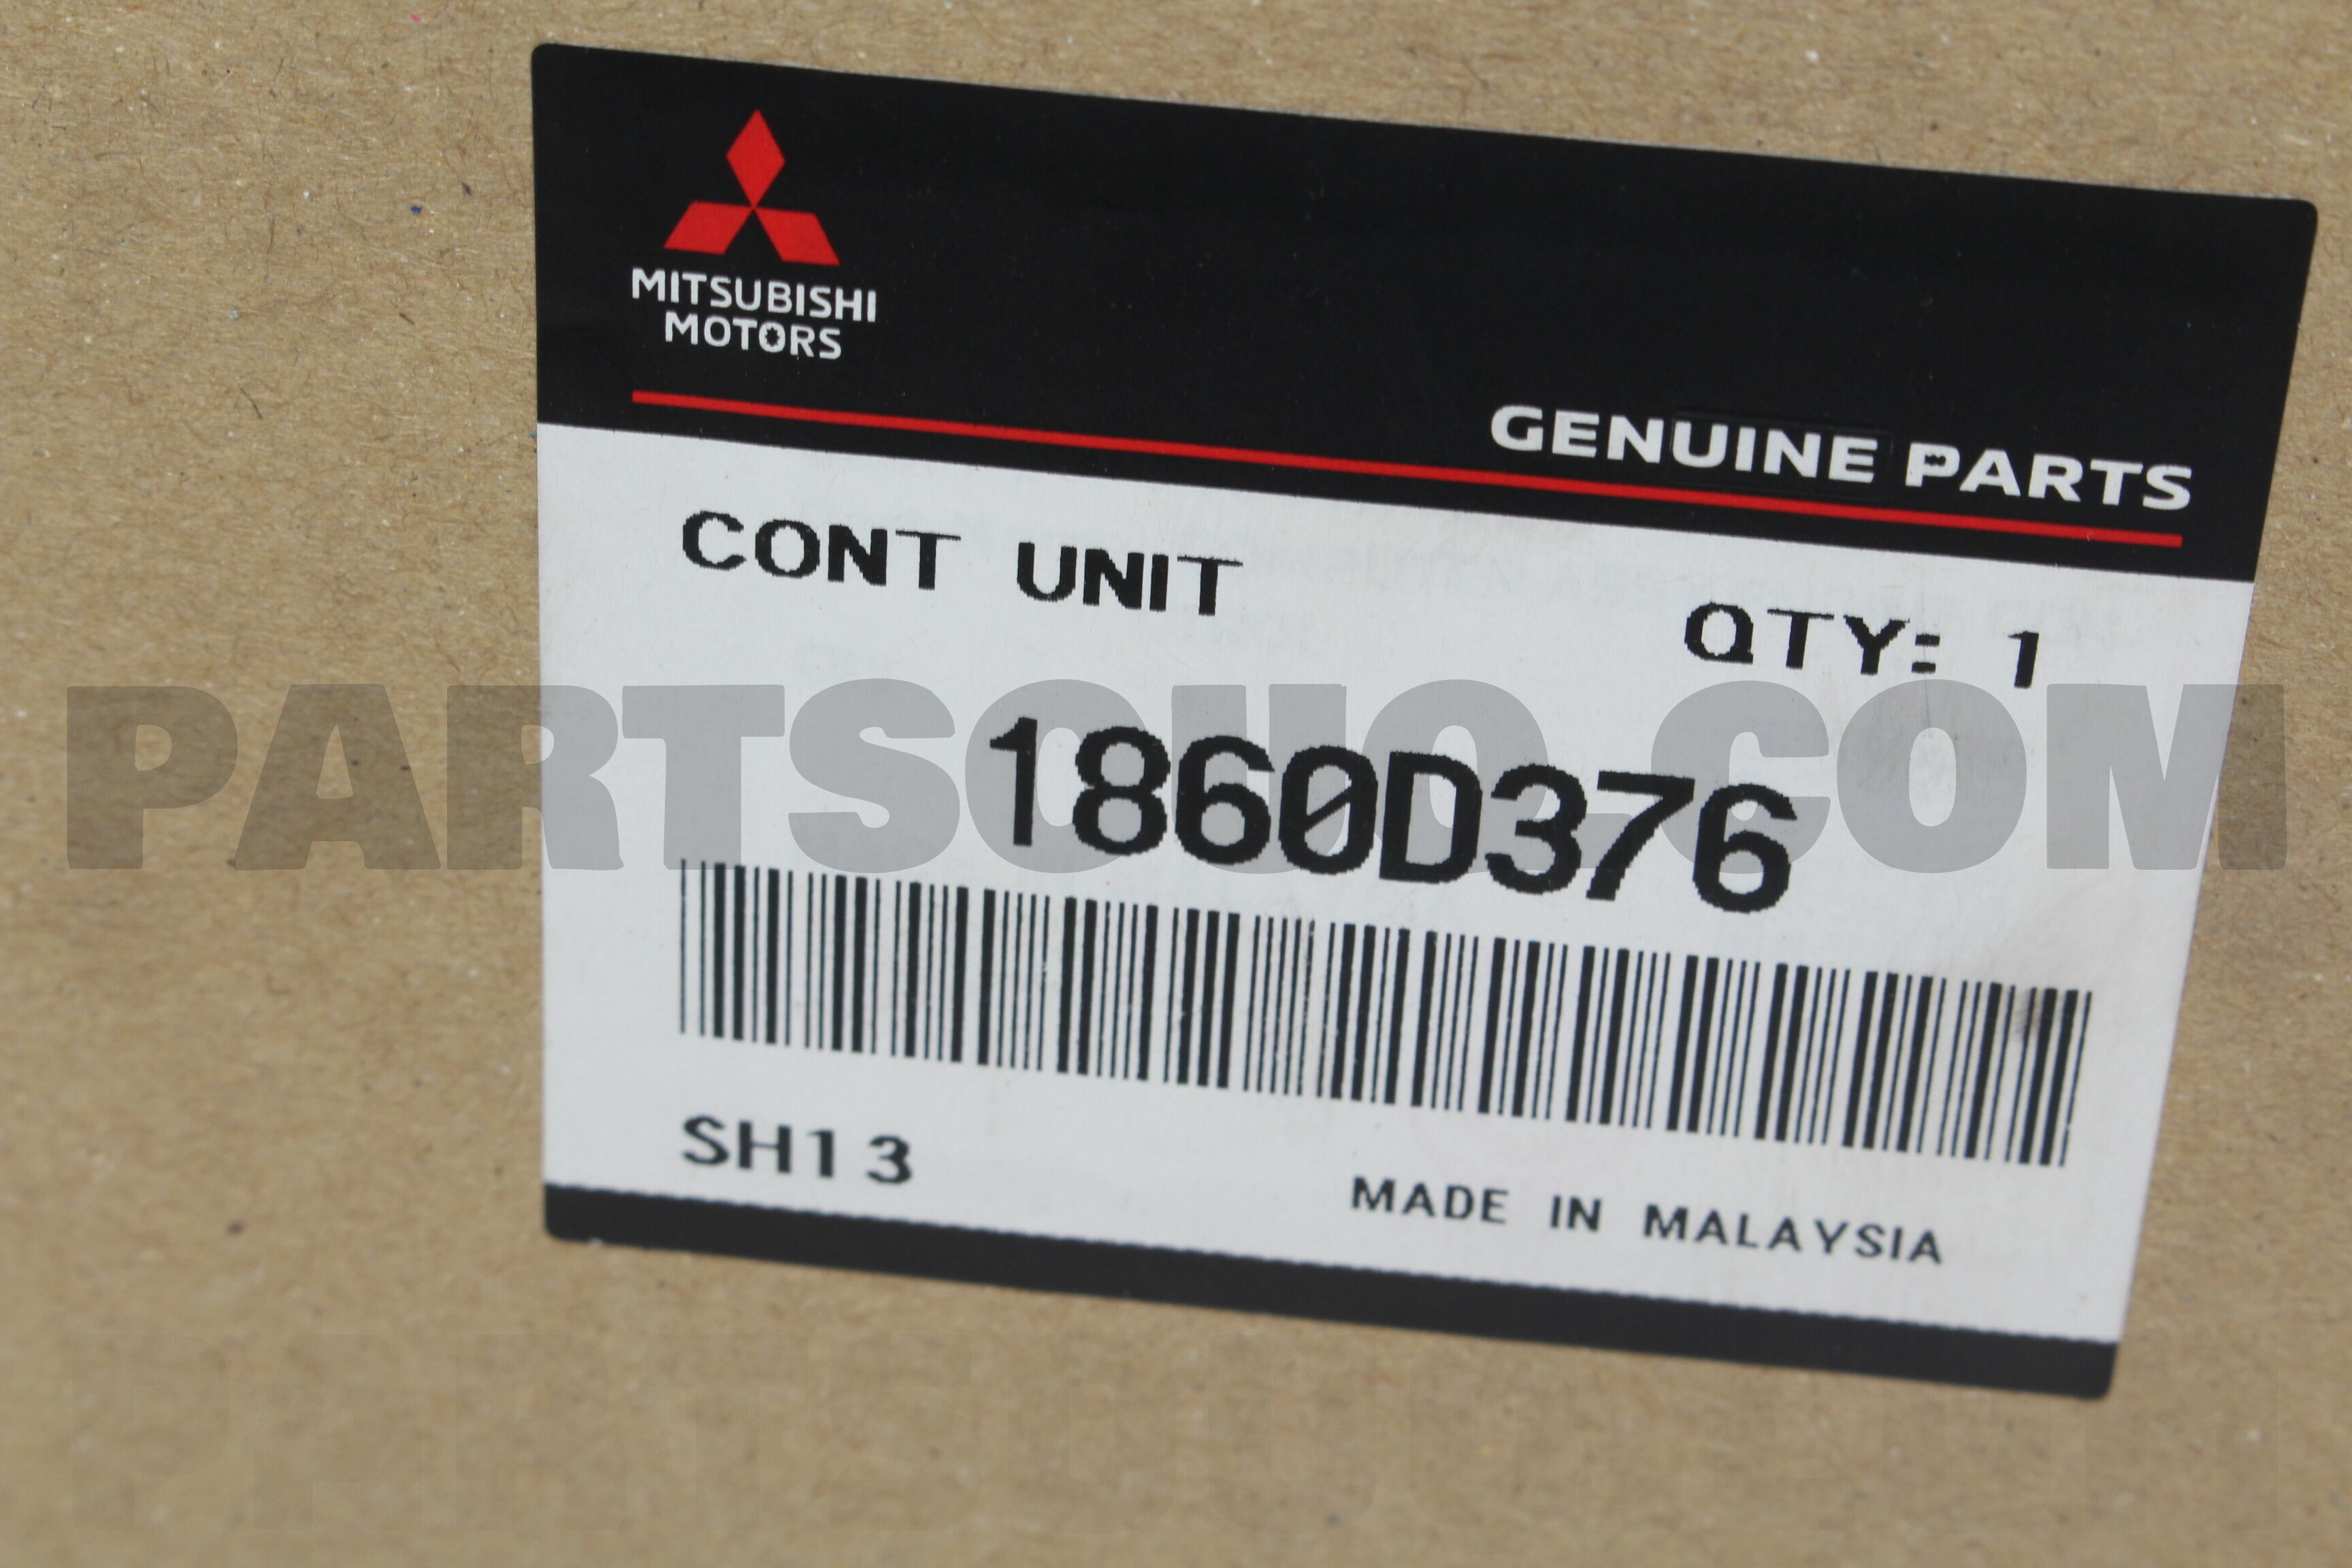 MITSUBISHI
MOTORS
GENUINE PARTS
CONT UNIT
QTY: 1
1860D376
PARTSOUQ.COM
SH13
MADE IN MALAYSIA